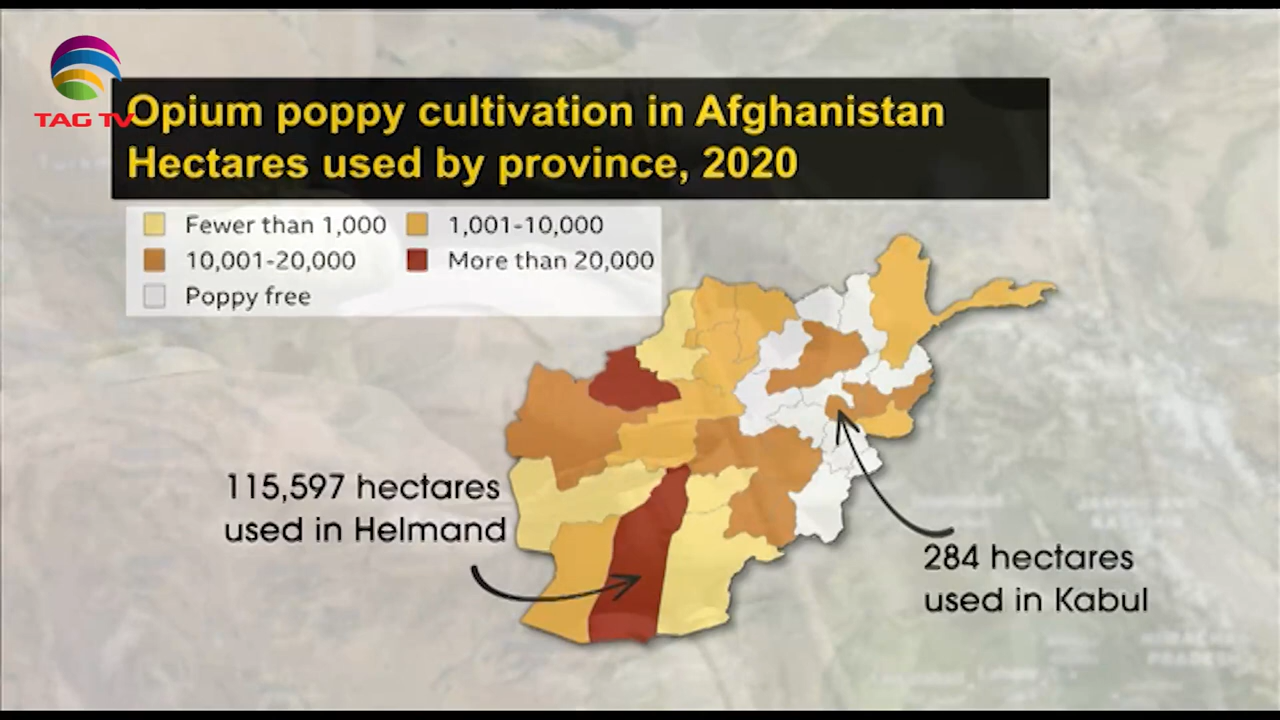 TAG TV
Opium poppy cultivation in Afghanistan
Hectares used by province, 2020
Fewer than 1,000
1,001-10,000
10,001-20,000
More than 20,000
Poppy free
115,597 hectares
used in Helmand
284 hectares
used in Kabul